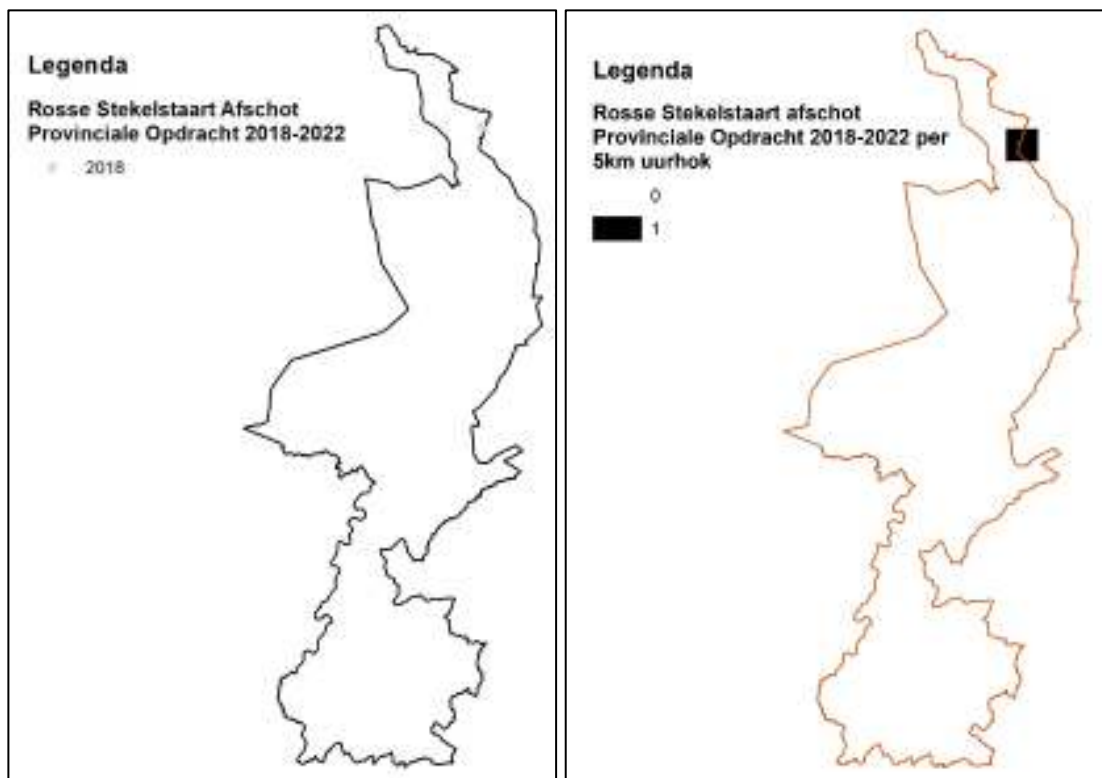 Legenda
Rosse Stekelstaart Afschot
Provinciale Opdracht 2018-2022
2018
Legenda
Rosse Stekelstaart afschot
Provinciale Opdracht 2018-2022 per
5km uurhok
0
1